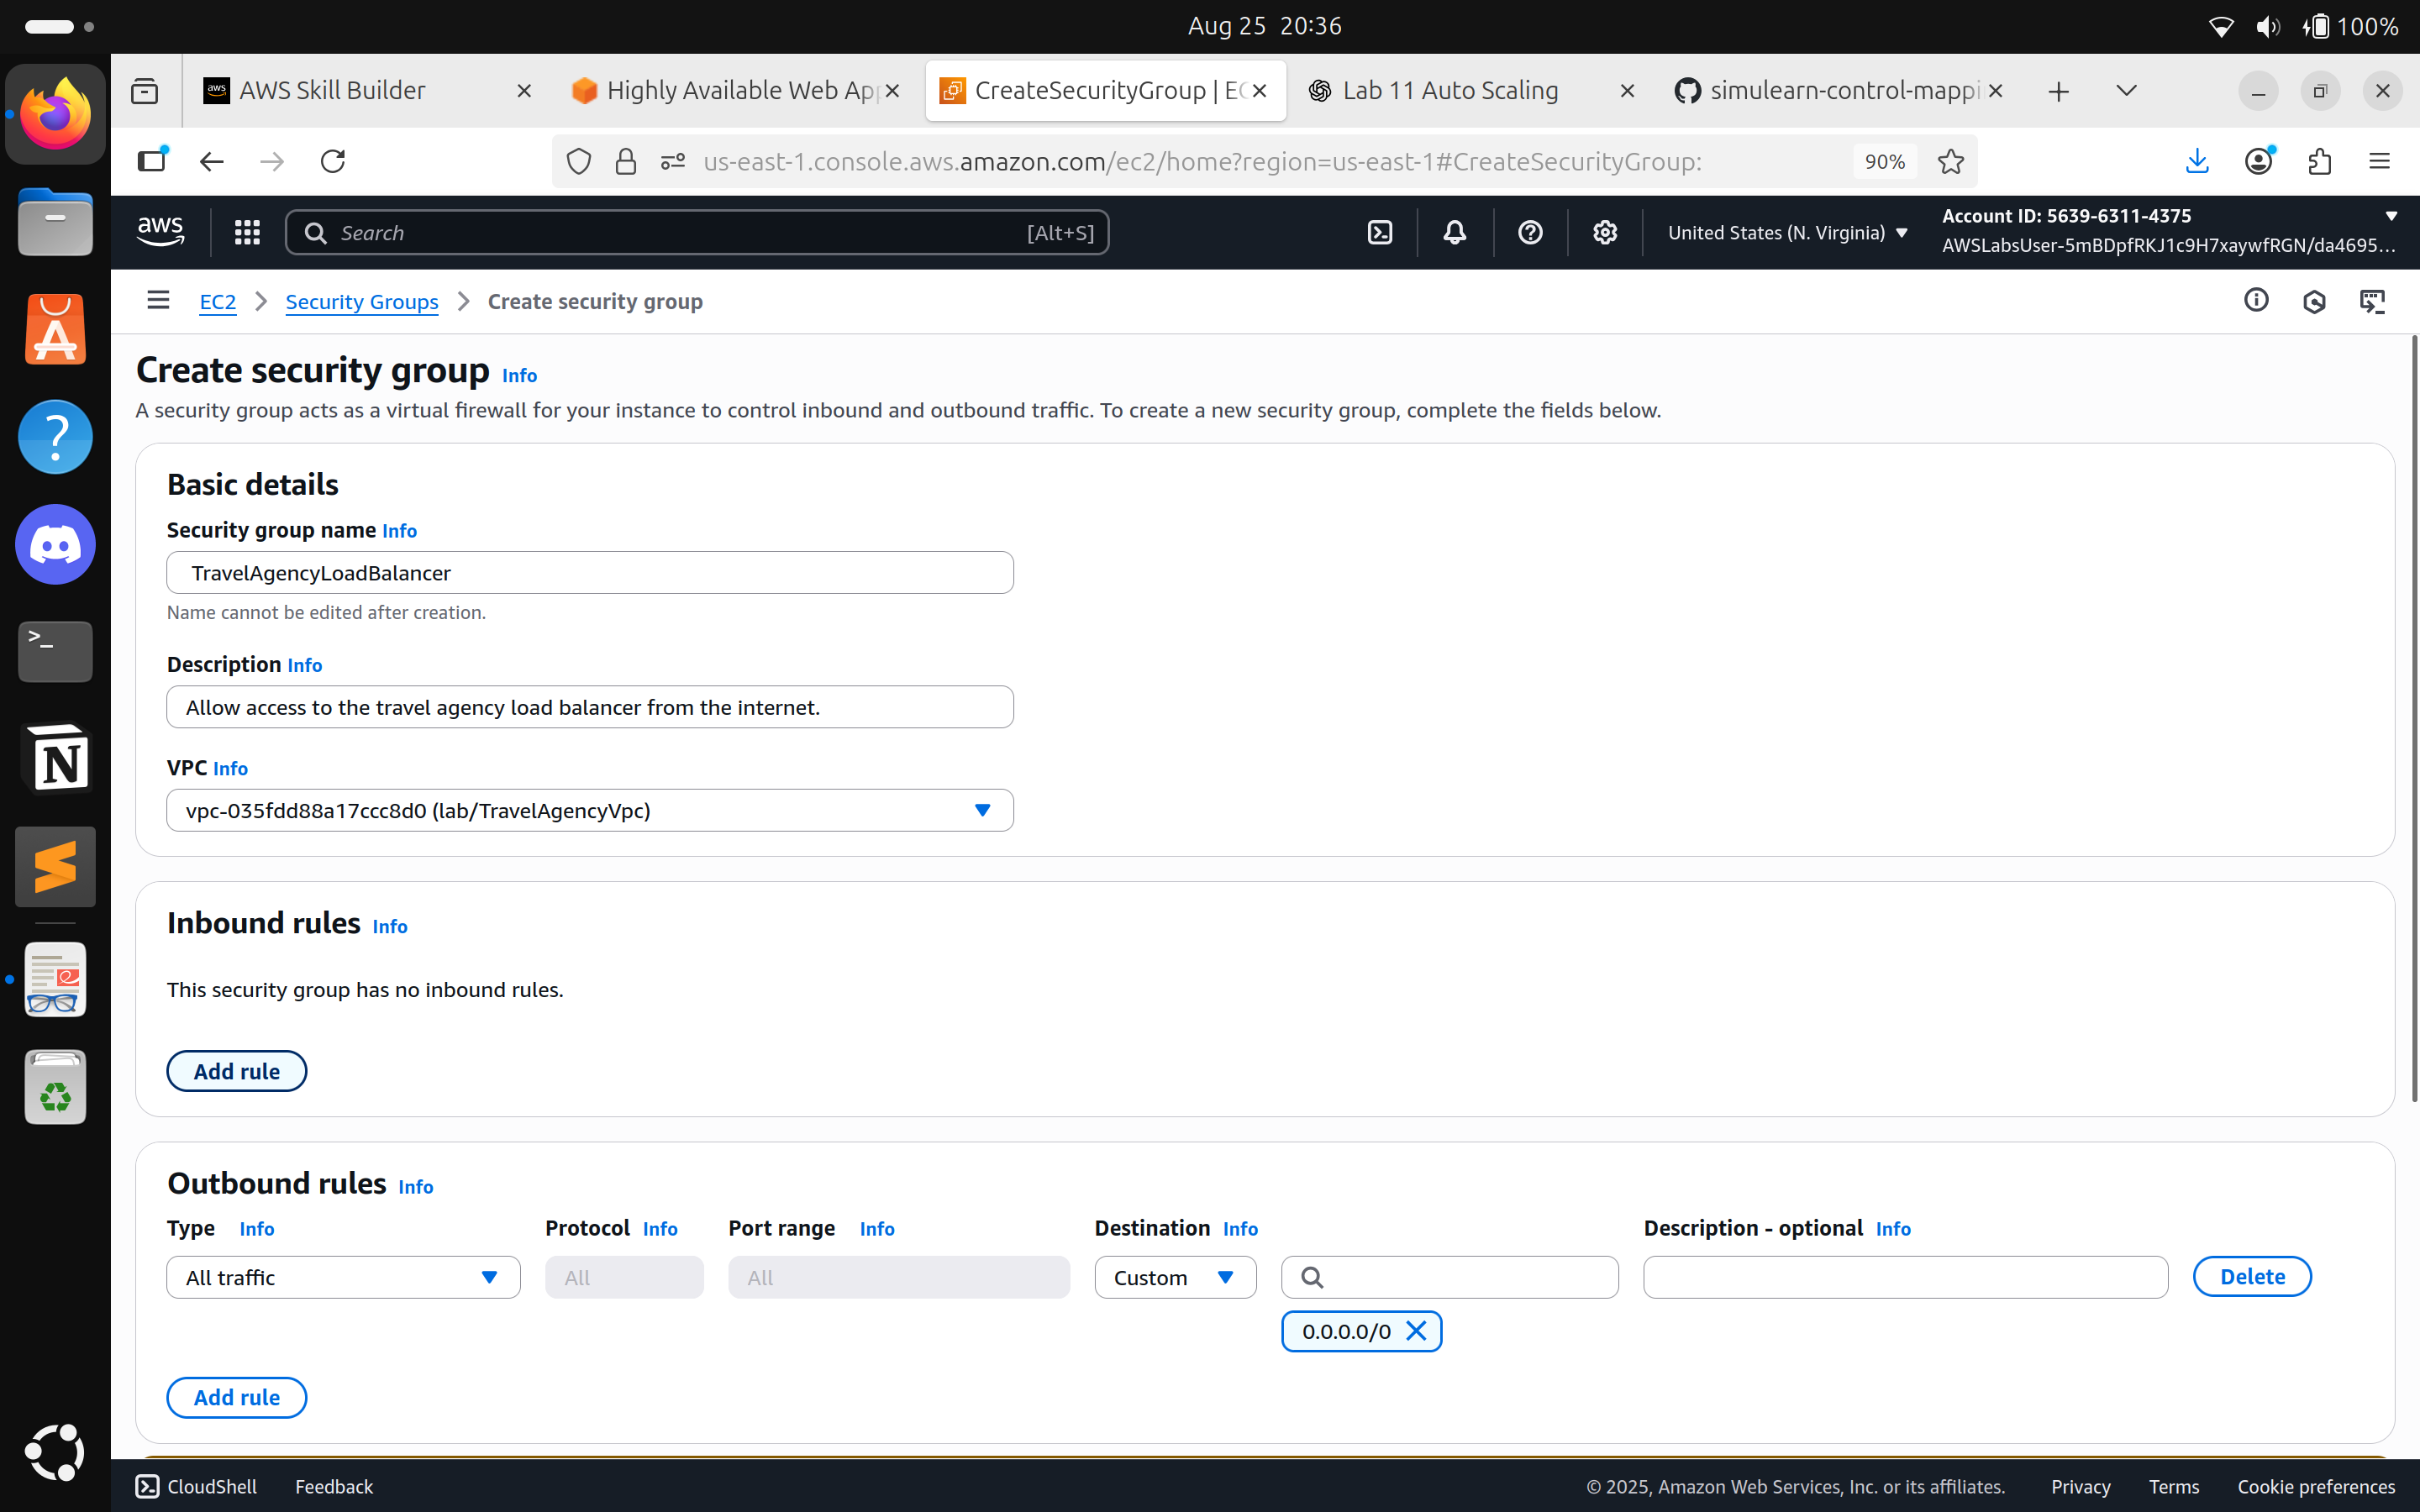 Aug 25 20:36
100%
AWS Skill Builder
Highly Available Web App
CreateSecurityGroup | EC
Lab 11 Auto Scaling
simulearn-control-mappi
us-east-1.console.aws.amazon.com/ec2/home?region=us-east-1#CreateSecurityGroup:
90%
aws
Search
[Alt+S]
United States (N. Virginia)
Account ID: 5639-6311-4375
AWSLabsUser-5mBDpfRKJ1c9H7xaywfRGN/da4695...
EC2
Security Groups
Create security group
Create security group Info
A security group acts as a virtual firewall for your instance to control inbound and outbound traffic. To create a new security group, complete the fields below.
Basic details
Security group name Info
TravelAgencyLoadBalancer
Name cannot be edited after creation.
Description Info
Allow access to the travel agency load balancer from the internet.
VPC Info
vpc-035fdd88a17ccc8d0 (lab/TravelAgencyVpc)
Inbound rules Info
This security group has no inbound rules.
Add rule
Outbound rules Info
Type Info
Protocol Info
Port range Info
Destination Info
Description - optional Info
All traffic
All
All
Custom
Delete
0.0.0.0/0
Add rule
CloudShell
Feedback
© 2025, Amazon Web Services, Inc. or its affiliates.
Privacy
Terms
Cookie preferences